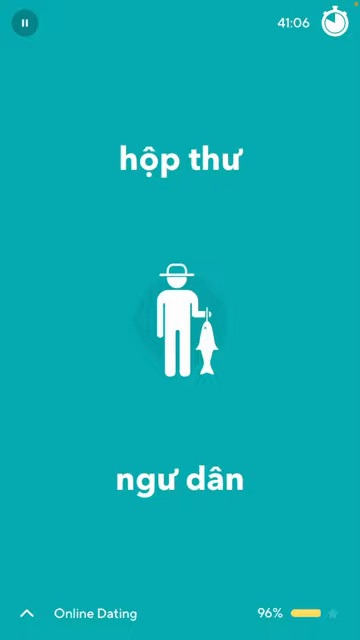 41:06
hộp thư
ngư dân
Online Dating
96%